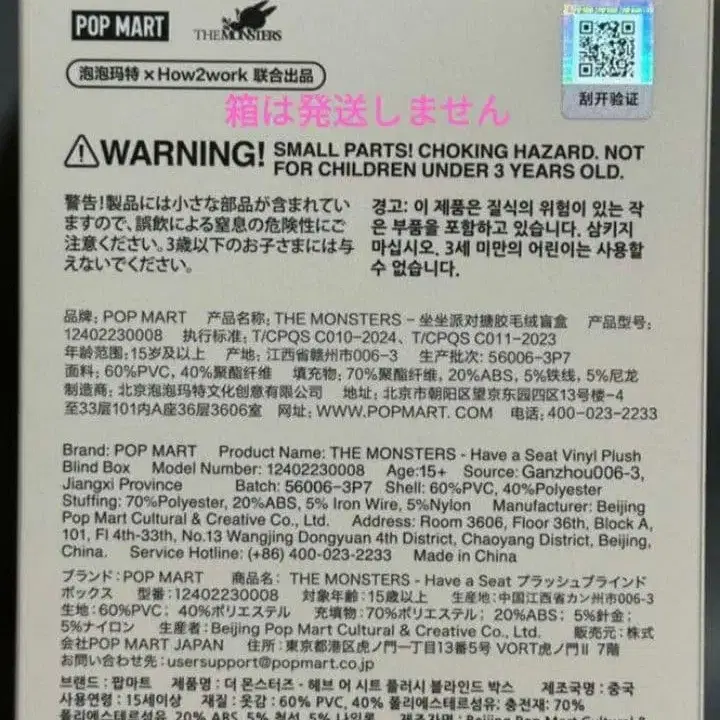 POP MART THE MONSTERS
泡泡玛特×How2work 联合出品
刮开验证
箱は発送しません
WARNING! SMALL PARTS! CHOKING HAZARD. NOT
FOR CHILDREN UNDER 3 YEARS OLD.
警告!製品には小さな部品が含まれてい
ますので、誤飲による窒息の危険性にご
注意ください。3歳以下のお子さまには与
えないでください。
경고: 이 제품은 질식의 위험이 있는 작
은 부품을 포함하고 있습니다. 삼키지
마십시오. 3세 미만의 어린이는 사용할
수 없습니다.
品牌: POP MART 产品名称: THE MONSTERS – 坐坐派对搪胶毛绒盲盒 产品型号:
12402230008 执行标准: T/CPQS C010-2024、T/CPQS C011-2023
年龄范围: 15岁及以上 产地: 江西省赣州市006-3 生产批次: 56006-3P7
面料: 60%PVC, 40%聚酯纤维 填充物: 70%聚酯纤维, 20%ABS, 5%铁线, 5%尼龙
制造商: 北京泡泡玛特文化创意有限公司 地址: 北京市朝阳区望京东园四区13号楼-4
至33层101内A座36层3606室 网址: WWW.POPMART. COM 电话: 400-023-2233
Brand: POP MART Product Name: THE MONSTERS - Have a Seat Vinyl Plush
Blind Box Model Number: 12402230008 Age:15+ Source: Ganzhou006-3,
Jiangxi Province Batch: 56006-3P7 Shell: 60%PVC, 40%Polyester
Stuffing: 70%Polyester, 20%ABS, 5% Iron Wire, 5%Nylon Manufacturer: Beijing
Pop Mart Cultural & Creative Co., Ltd. Address: Room 3606, Floor 36th, Block A,
101, Fl 4th-33th, No.13 Wangjing Dongyuan 4th District, Chaoyang District, Beijing,
China. Service Hotline: (+86) 400-023-2233 Made in China
ブランド: POP MART 商品名: THE MONSTERS - Have a Seat プラッシュブラインド
ボックス 型番:12402230008 対象年齢:15歳以上 生産地:中国江西省カン州市006-3
生地:60%PVC; 40%ポリエステル 充填物:70%ポリエステル; 20%ABS; 5%針金;
5%ナイロン 生産者:Beijing Pop Mart Cultural & Creative Co., Ltd. 販売元:株式
会社POP MART JAPAN 住所:東京都港区虎ノ門一丁目13番5号 VORT虎ノ門II 7階
お問い合わせ先:usersupport@popmart.co.jp
브랜드: 팝마트 제품명: 더 몬스터즈 - 헤브 어 시트 플러시 블라인드 박스 제조국명: 중국
사용연령: 15세이상 재질: 겉감: 60% PVC, 40% 폴리에스테르섬유: 충전재: 70%
폴리에스테르섬유, 20% ABS, 5% 철선, 5% 나일론 제조자명: Beijing Pop Mart Cultural &